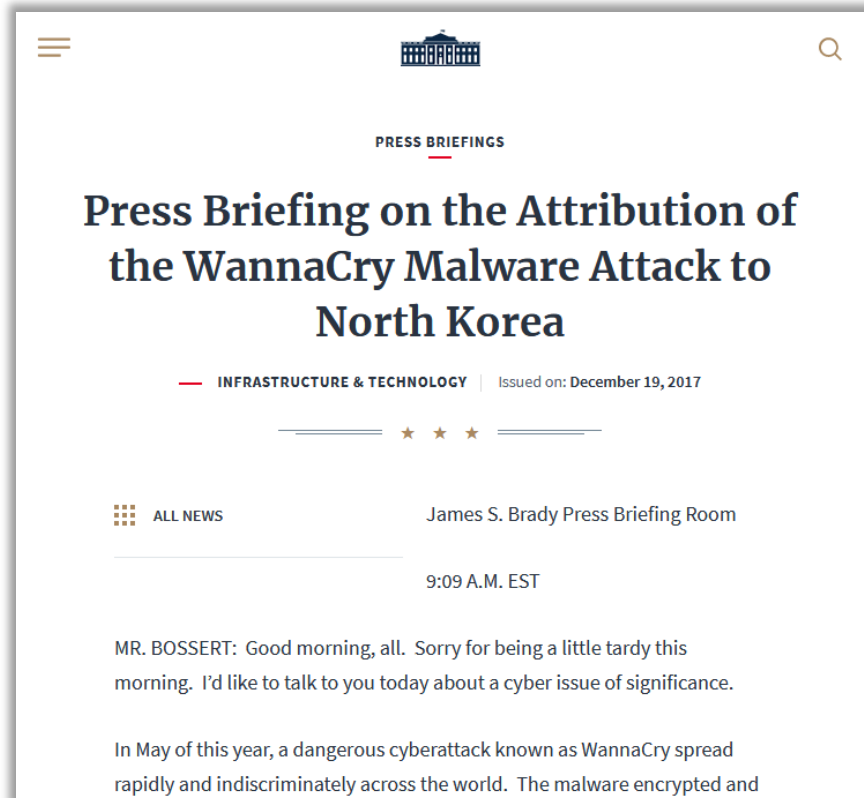 PRESS BRIEFINGS
Press Briefing on the Attribution of
the WannaCry Malware Attack to
North Korea
INFRASTRUCTURE & TECHNOLOGY Issued on: December 19, 2017
ALL NEWS
James S. Brady Press Briefing Room
9:09 A.M. EST
MR. BOSSERT:  Good morning, all.  Sorry for being a little tardy this
morning.  I’d like to talk to you today about a cyber issue of significance.
In May of this year, a dangerous cyberattack known as WannaCry spread
rapidly and indiscriminately across the world.  The malware encrypted and